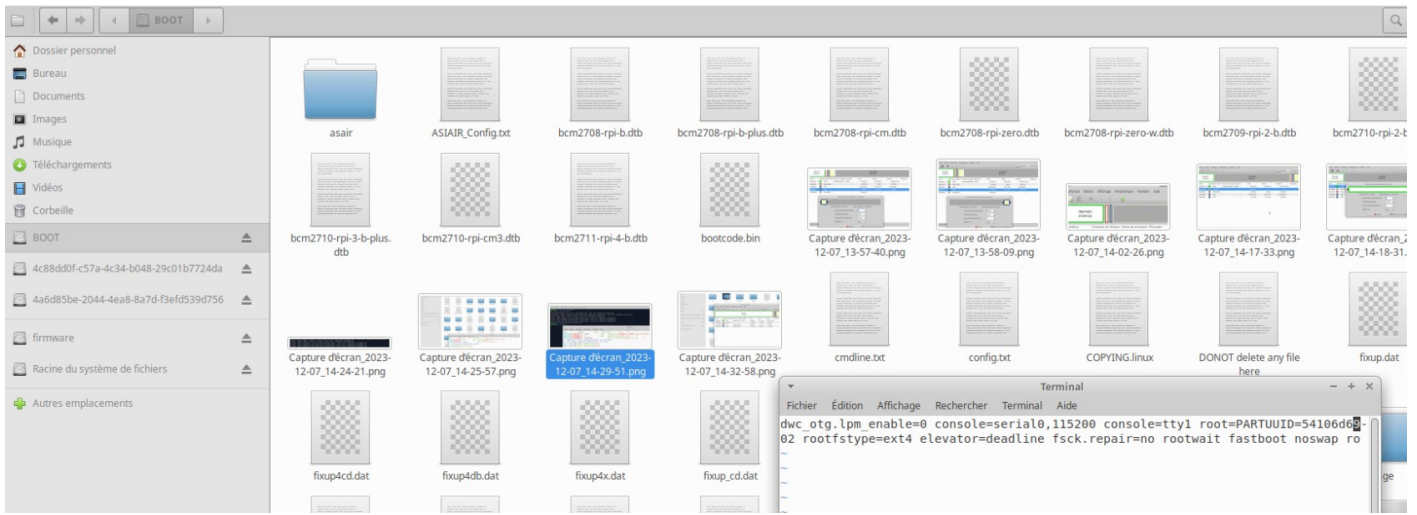 BOOT
Dossier personnel
Bureau
Documents
Images
Musique
Téléchargements
Vidéos
Corbeille
BOOT
4c88dd0f-c57a-4c34-b048-29c01b7724da
4a6d85be-2044-4ea8-8a7d-f3efd539d756
firmware
Racine du système de fichiers
Autres emplacements
asair
ASIAIR_Config.txt
bcm2708-rpi-b.dtb
bcm2708-rpi-b-plus.dtb
bcm2708-rpi-cm.dtb
bcm2708-rpi-zero.dtb
bcm2708-rpi-zero-w.dtb
bcm2709-rpi-2-b.dtb
bcm2710-rpi-2-b
bcm2710-rpi-3-b-plus.
dtb
bcm2710-rpi-cm3.dtb
bcm2711-rpi-4-b.dtb
bootcode.bin
Capture d'écran_2023-
12-07_13-57-40.png
Capture d'écran_2023-
12-07_13-58-09.png
Capture d'écran_2023-
12-07_14-02-26.png
Capture d'écran_2023-
12-07_14-17-33.png
Capture d'écran_2
12-07_14-18-31.
Capture d'écran_2023-
12-07_14-24-21.png
Capture d'écran_2023-
12-07_14-25-57.png
Capture d'écran_2023-
12-07_14-29-51.png
Capture d'écran_2023-
12-07_14-32-58.png
cmdline.txt
config.txt
COPYING.linux
DONOT delete any file
here
fixup.dat
fixup4cd.dat
fixup4db.dat
fixup4x.dat
fixup_cd.dat
Terminal
Fichier Édition Affichage Rechercher Terminal Aide
dwc_otg.lpm_enable=0 console=serial0,115200 console=tty1 root=PARTUUID=54106d69-
02 rootfstype=ext4 elevator=deadline fsck.repair=no rootwait fastboot noswap ro
~
~
~
~
~
ge